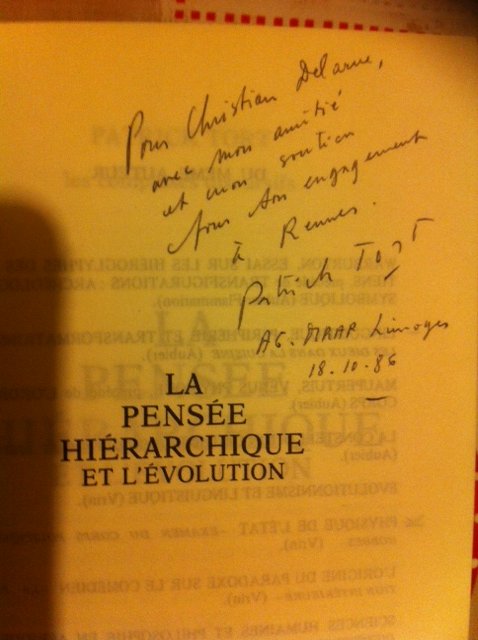 Pour Christian Delarue,
avec mon amitié
et mon soutien
pour son engagement
à Rennes.
Patrick TORT
AG. MRAP Limoges
18.10.86
LA
PENSÉE
HIÉRARCHIQUE
ET L'ÉVOLUTION